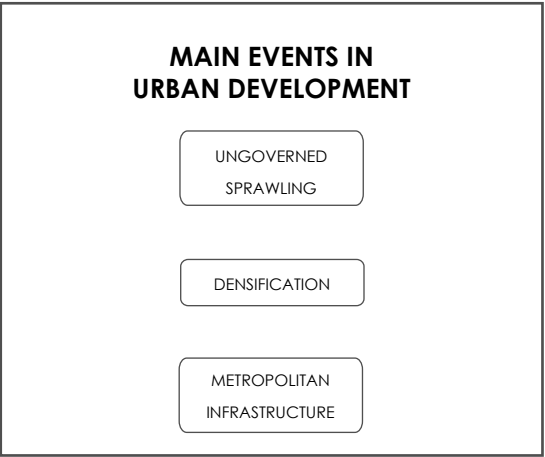 MAIN EVENTS IN
URBAN DEVELOPMENT
UNGOVERNED
SPRAWLING
DENSIFICATION
METROPOLITAN
INFRASTRUCTURE